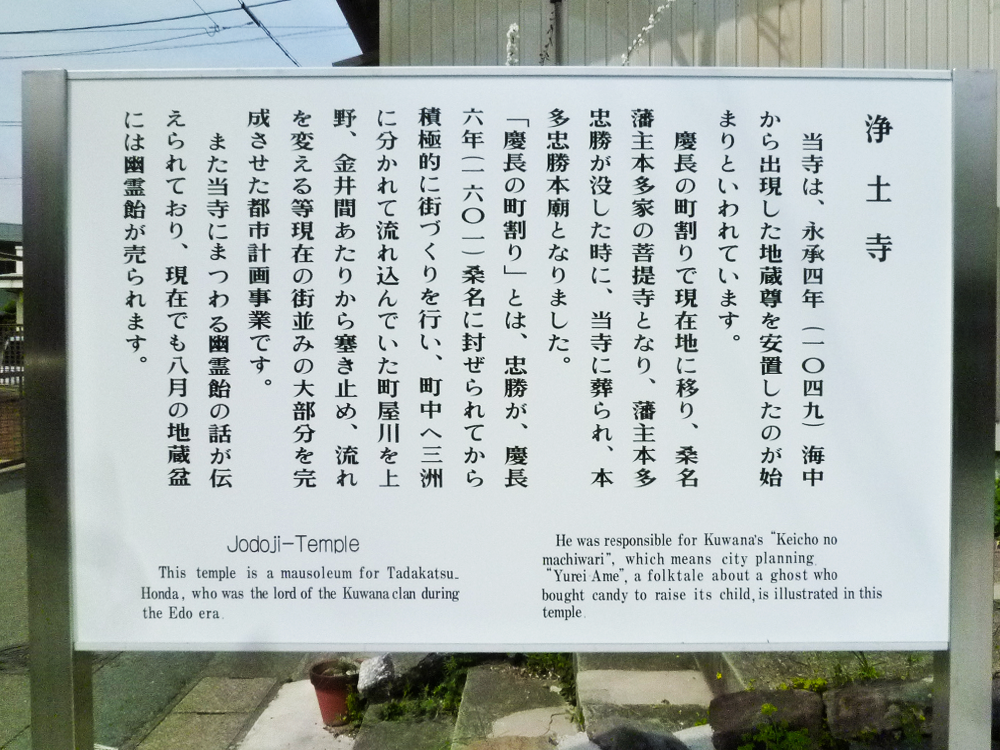 浄土寺
当寺は、永承四年（一〇四九）海中
から出現した地蔵尊を安置したのが始
まりといわれています。
慶長の町割りで現在地に移り、桑名
藩主本多家の菩提寺となり、藩主本多
忠勝が没した時に、当寺に葬られ、本
多忠勝本廟となりました。
「慶長の町割り」とは、忠勝が、慶長
六年（一六〇一）桑名に封ぜられてから
積極的に街づくりを行い、町中へ三洲
に分かれて流れ込んでいた町屋川を上
野、金井間あたりから塞き止め、流れ
を変える等現在の街並みの大部分を完
成させた都市計画事業です。
また当寺にまつわる幽霊飴の話が伝
えられており、現在でも八月の地蔵盆
には幽霊飴が売られます。
Jodoji-Temple
This temple is a mausoleum for Tadakatsu
Honda, who was the lord of the Kuwana clan during
the Edo era.
He was responsible for Kuwana's "Keicho no
machiwari", which means city planning.
"Yurei Ame", a folktale about a ghost who
bought candy to raise its child, is illustrated in this
temple.